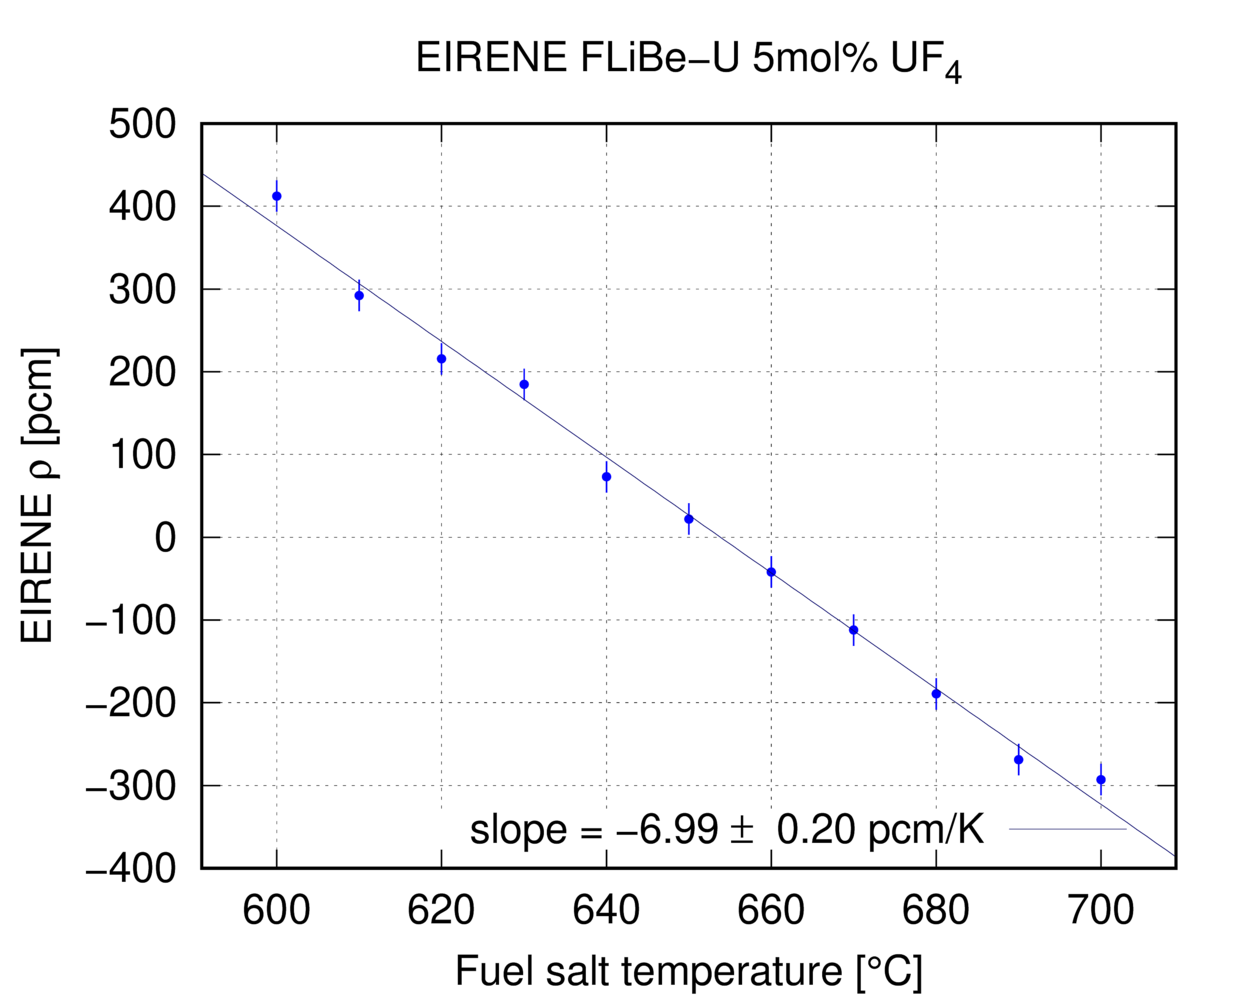 EIRENE FLiBe−U 5mol% UF4
500
400
300
200
100
0
−100
−200
−300
−400
EIRENE ρ [pcm]
slope = −6.99 ± 0.20 pcm/K
600 620 640 660 680 700
Fuel salt temperature [°C]